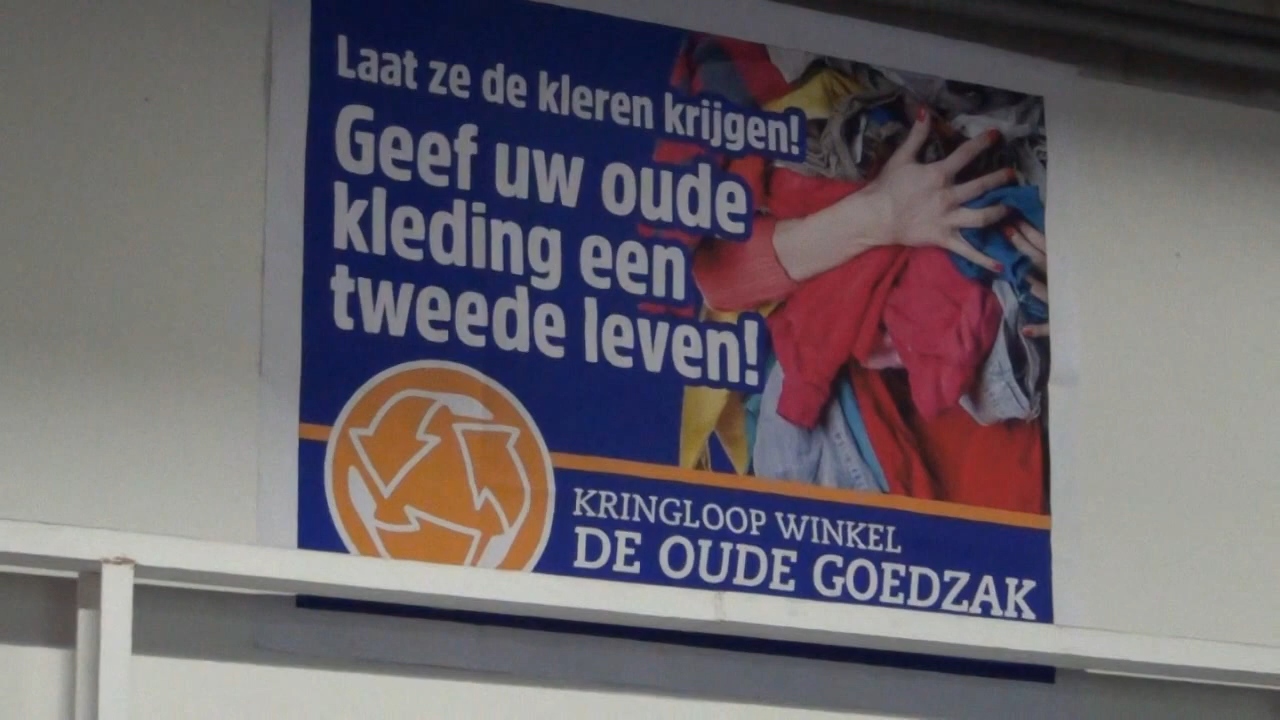 Laat ze de kleren krijgen!
Geef uw oude
kleding een
tweede leven!
KRINGLOOP WINKEL
DE OUDE GOEDZAK